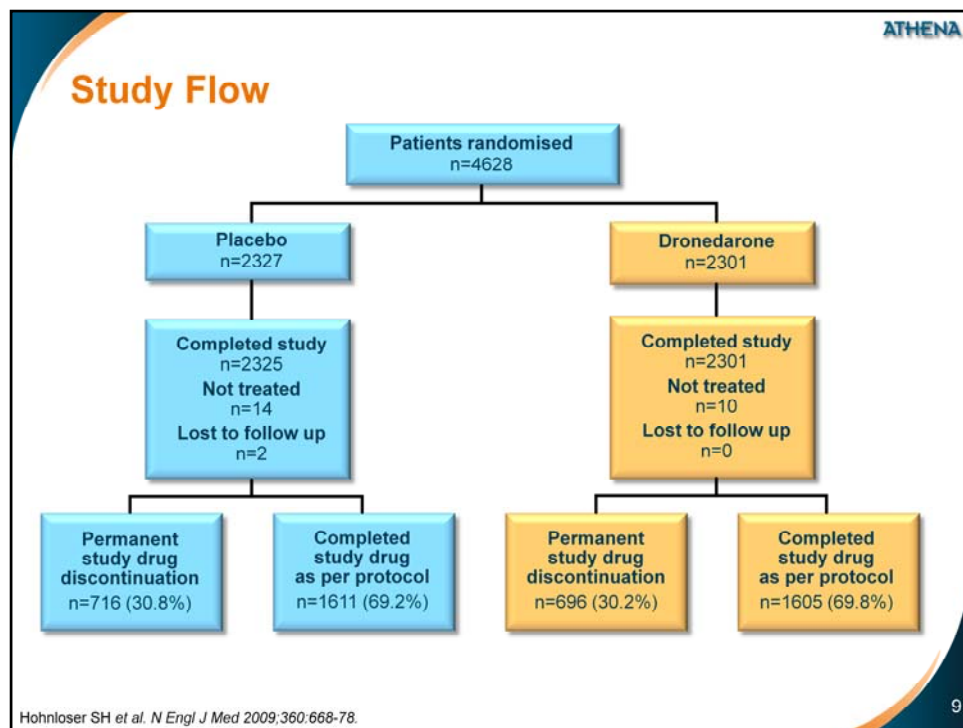 ATHENA
Study Flow
Patients randomised
n=4628
Placebo
n=2327
Dronedarone
n=2301
Completed study
n=2325
Not treated
n=14
Lost to follow up
n=2
Completed study
n=2301
Not treated
n=10
Lost to follow up
n=0
Permanent
study drug
discontinuation
n=716 (30.8%)
Completed
study drug
as per protocol
n=1611 (69.2%)
Permanent
study drug
discontinuation
n=696 (30.2%)
Completed
study drug
as per protocol
n=1605 (69.8%)
Hohnloser SH et al. N Engl J Med 2009;360:668-78.
9